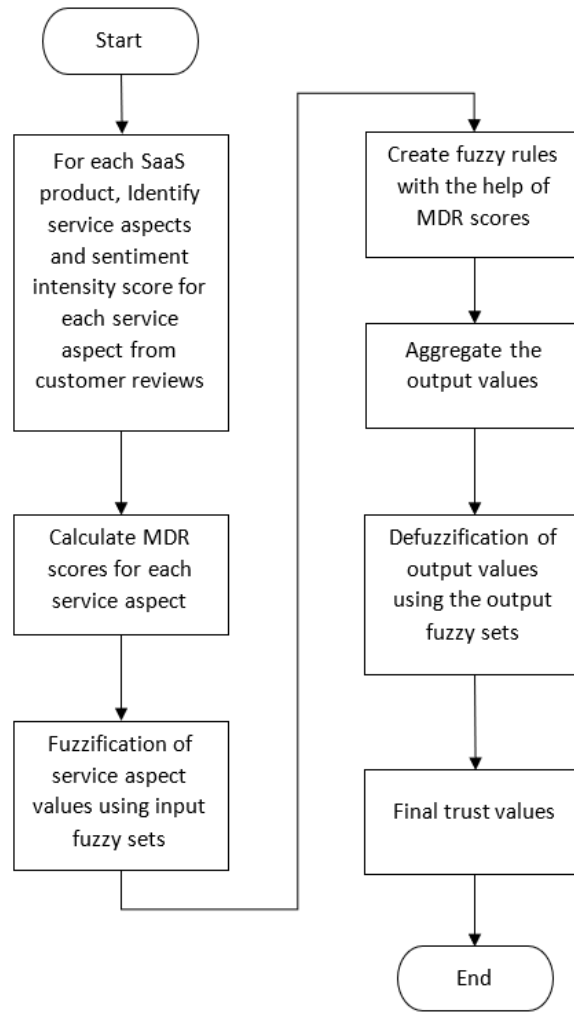 Start
For each SaaS
product, Identify
service aspects
and sentiment
intensity score for
each service
aspect from
customer reviews
Calculate MDR
scores for each
service aspect
Fuzzification of
service aspect
values using input
fuzzy sets
Create fuzzy rules
with the help of
MDR scores
Aggregate the
output values
Defuzzification of
output values
using the output
fuzzy sets
Final trust values
End